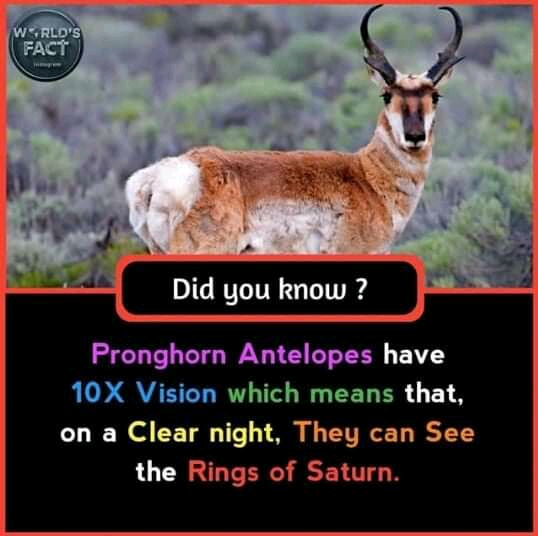 W RLD'S
FACT
Instagram
Did you know ?
Pronghorn Antelopes have
10X Vision which means that,
on a Clear night, They can See
the Rings of Saturn.